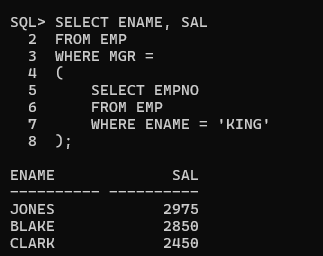 SQL> SELECT ENAME, SAL
  2  FROM EMP
  3  WHERE MGR =
  4  (
  5      SELECT EMPNO
  6      FROM EMP
  7      WHERE ENAME = 'KING'
  8  );
ENAME             SAL
---------- ----------
JONES            2975
BLAKE            2850
CLARK            2450